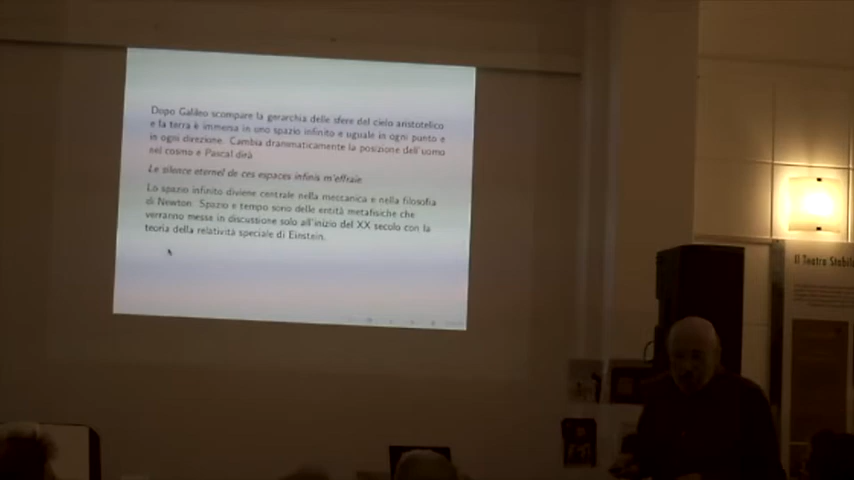 Dopo Galileo scompare la gerarchia delle sfere del cielo aristotelico
e la terra è immersa in uno spazio infinito e uguale in ogni punto e
in ogni direzione. Cambia drammaticamente la posizione dell'uomo
nel cosmo e Pascal dirà
Le silence eternel de ces espaces infinis m'effraie
Lo spazio infinito diviene centrale nella meccanica e nella filosofia
di Newton. Spazio e tempo sono delle entità metafisiche che
verranno messe in discussione solo all'inizio del XX secolo con la
teoria della relatività speciale di Einstein.
Il Teatro Stabil